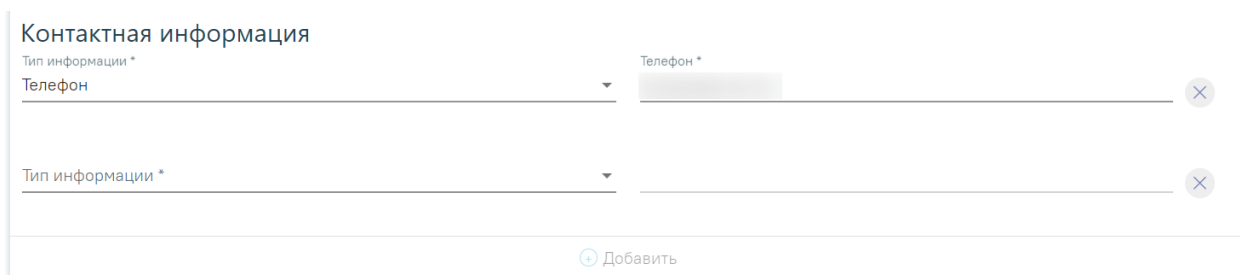 Контактная информация
Тип информации * Телефон *
Телефон
Тип информации *
Добавить